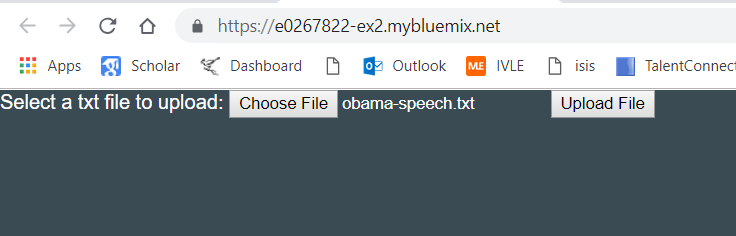 https://e0267822-ex2.mybluemix.net
Apps Scholar Dashboard Outlook ME IVLE isis TalentConnect
Select a txt file to upload: Choose File obama-speech.txt Upload File